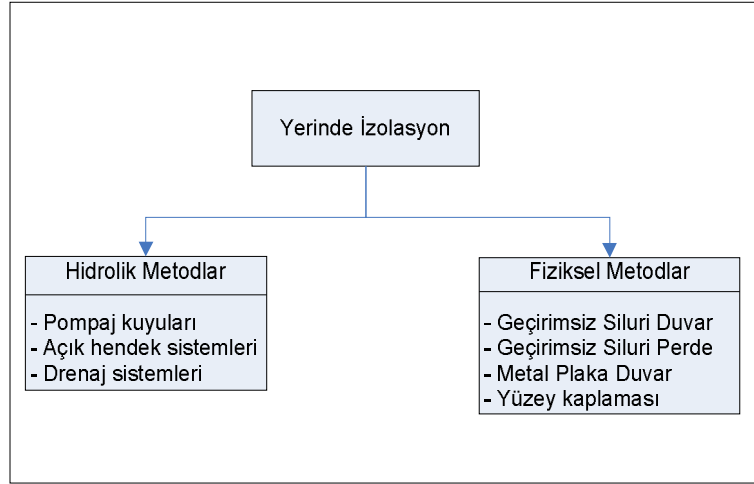 Yerinde İzolasyon
Hidrolik Metodlar
- Pompaj kuyuları
- Açık hendek sistemleri
- Drenaj sistemleri
Fiziksel Metodlar
- Geçirimsiz Siluri Duvar
- Geçirimsiz Siluri Perde
- Metal Plaka Duvar
- Yüzey kaplaması